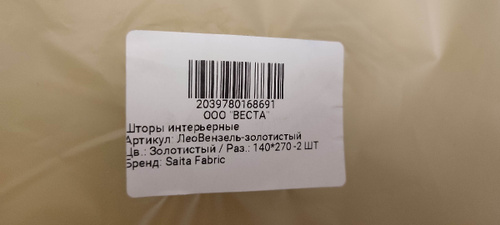 2039780168691
ООО "ВЕСТА"
Шторы интерьерные
Артикул: ЛеоВензель-золотистый
Цв.: Золотистый / Раз.: 140*270-2 ШТ
Бренд: Saita Fabric